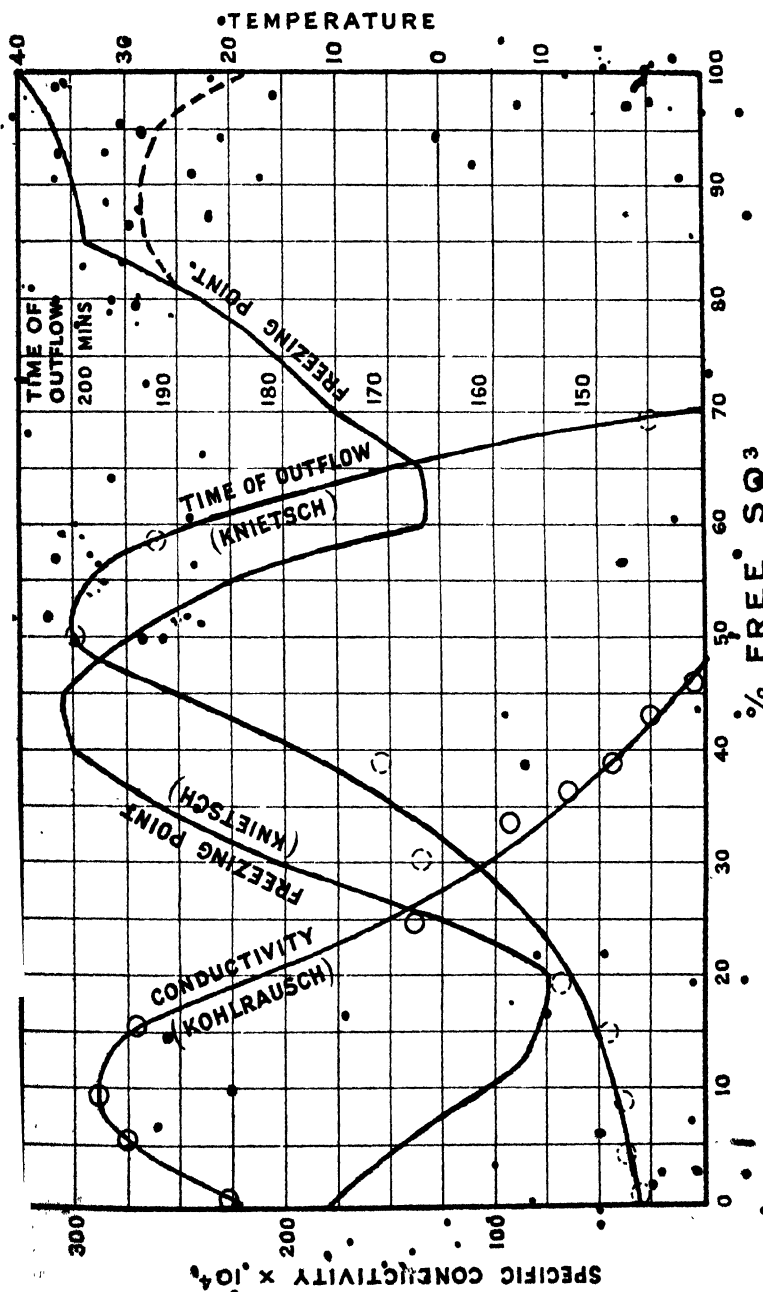 TEMPERATURE
40
30
20
10
0
10
TIME OF
OUTFLOW
200 MINS
190
180
170
160
150
FREEZING POINT
TIME OF OUTFLOW
(KNIETSCH)
FREEZING POINT
(KNIETSCH)
CONDUCTIVITY
(KOHLRAUSCH)
300
200
100
SPECIFIC CONDUCTIVITY × 10⁴
0
10
20
30
40
50
60
70
80
90
100
% FREE SO³